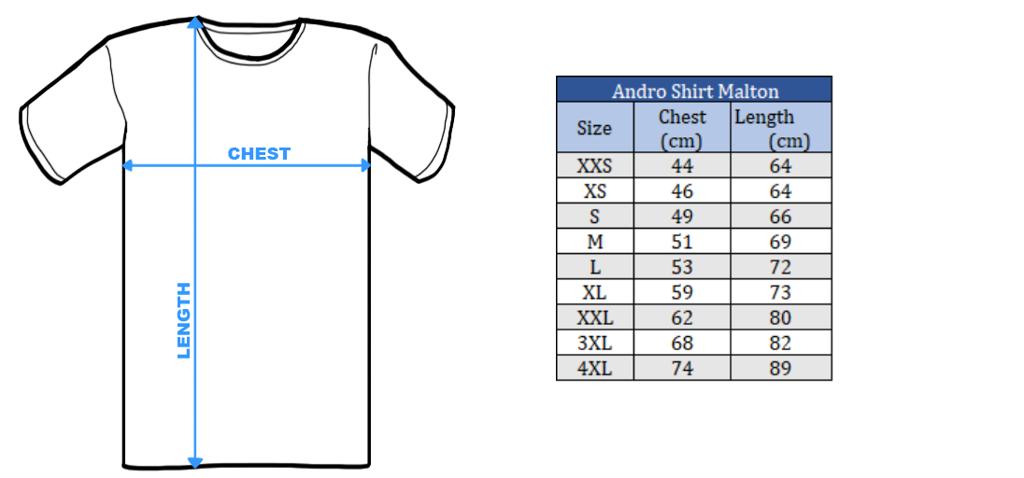 CHEST
LENGTH
Andro Shirt Malton
Size Chest (cm) Length (cm)
XXS 44 64
XS 46 64
S 49 66
M 51 69
L 53 72
XL 59 73
XXL 62 80
3XL 68 82
4XL 74 89